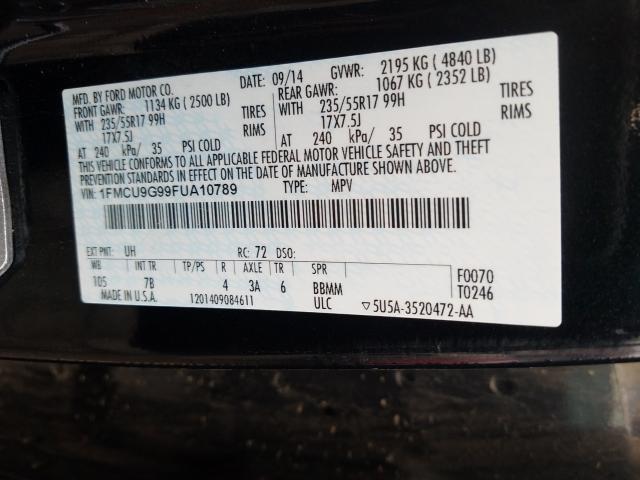 MFD. BY FORD MOTOR CO.
DATE: 09/14 GVWR: 2195 KG ( 4840 LB)
FRONT GAWR: 1134 KG ( 2500 LB)
REAR GAWR: 1067 KG ( 2352 LB)
WITH 235/55R17 99H TIRES
WITH 235/55R17 99H TIRES
17X7.5J RIMS
17X7.5J RIMS
AT 240 kPa/ 35 PSI COLD
AT 240 kPa/ 35 PSI COLD
THIS VEHICLE CONFORMS TO ALL APPLICABLE FEDERAL MOTOR VEHICLE SAFETY AND THEFT
PREVENTION STANDARDS IN EFFECT ON THE DATE OF MANUFACTURE SHOWN ABOVE.
VIN: 1FMCU9G99FUA10789 TYPE: MPV
EXT PNT: UH RC: 72 DSO:
WB INT TR TP/PS R AXLE TR SPR
105 7B 4 3A 6 BBMM
F0070
T0246
MADE IN U.S.A. 1201409084611 ULC ▽5U5A-3520472-AA